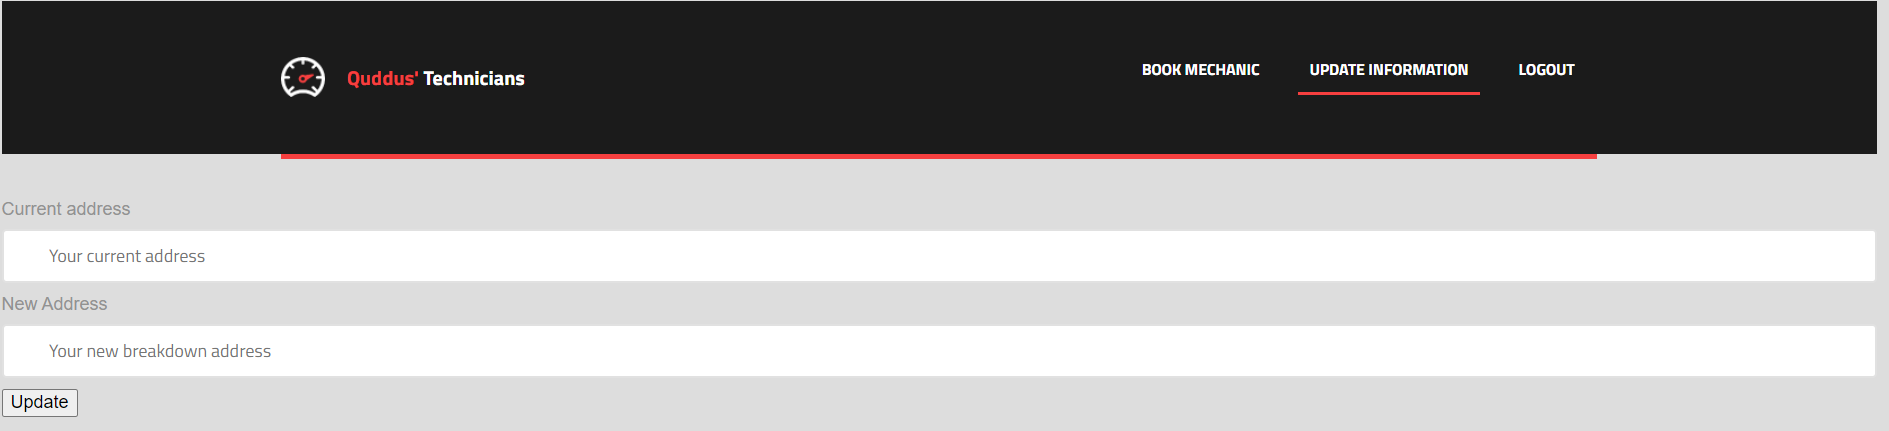 Quddus' Technicians
BOOK MECHANIC UPDATE INFORMATION LOGOUT
Current address
Your current address
New Address
Your new breakdown address
Update